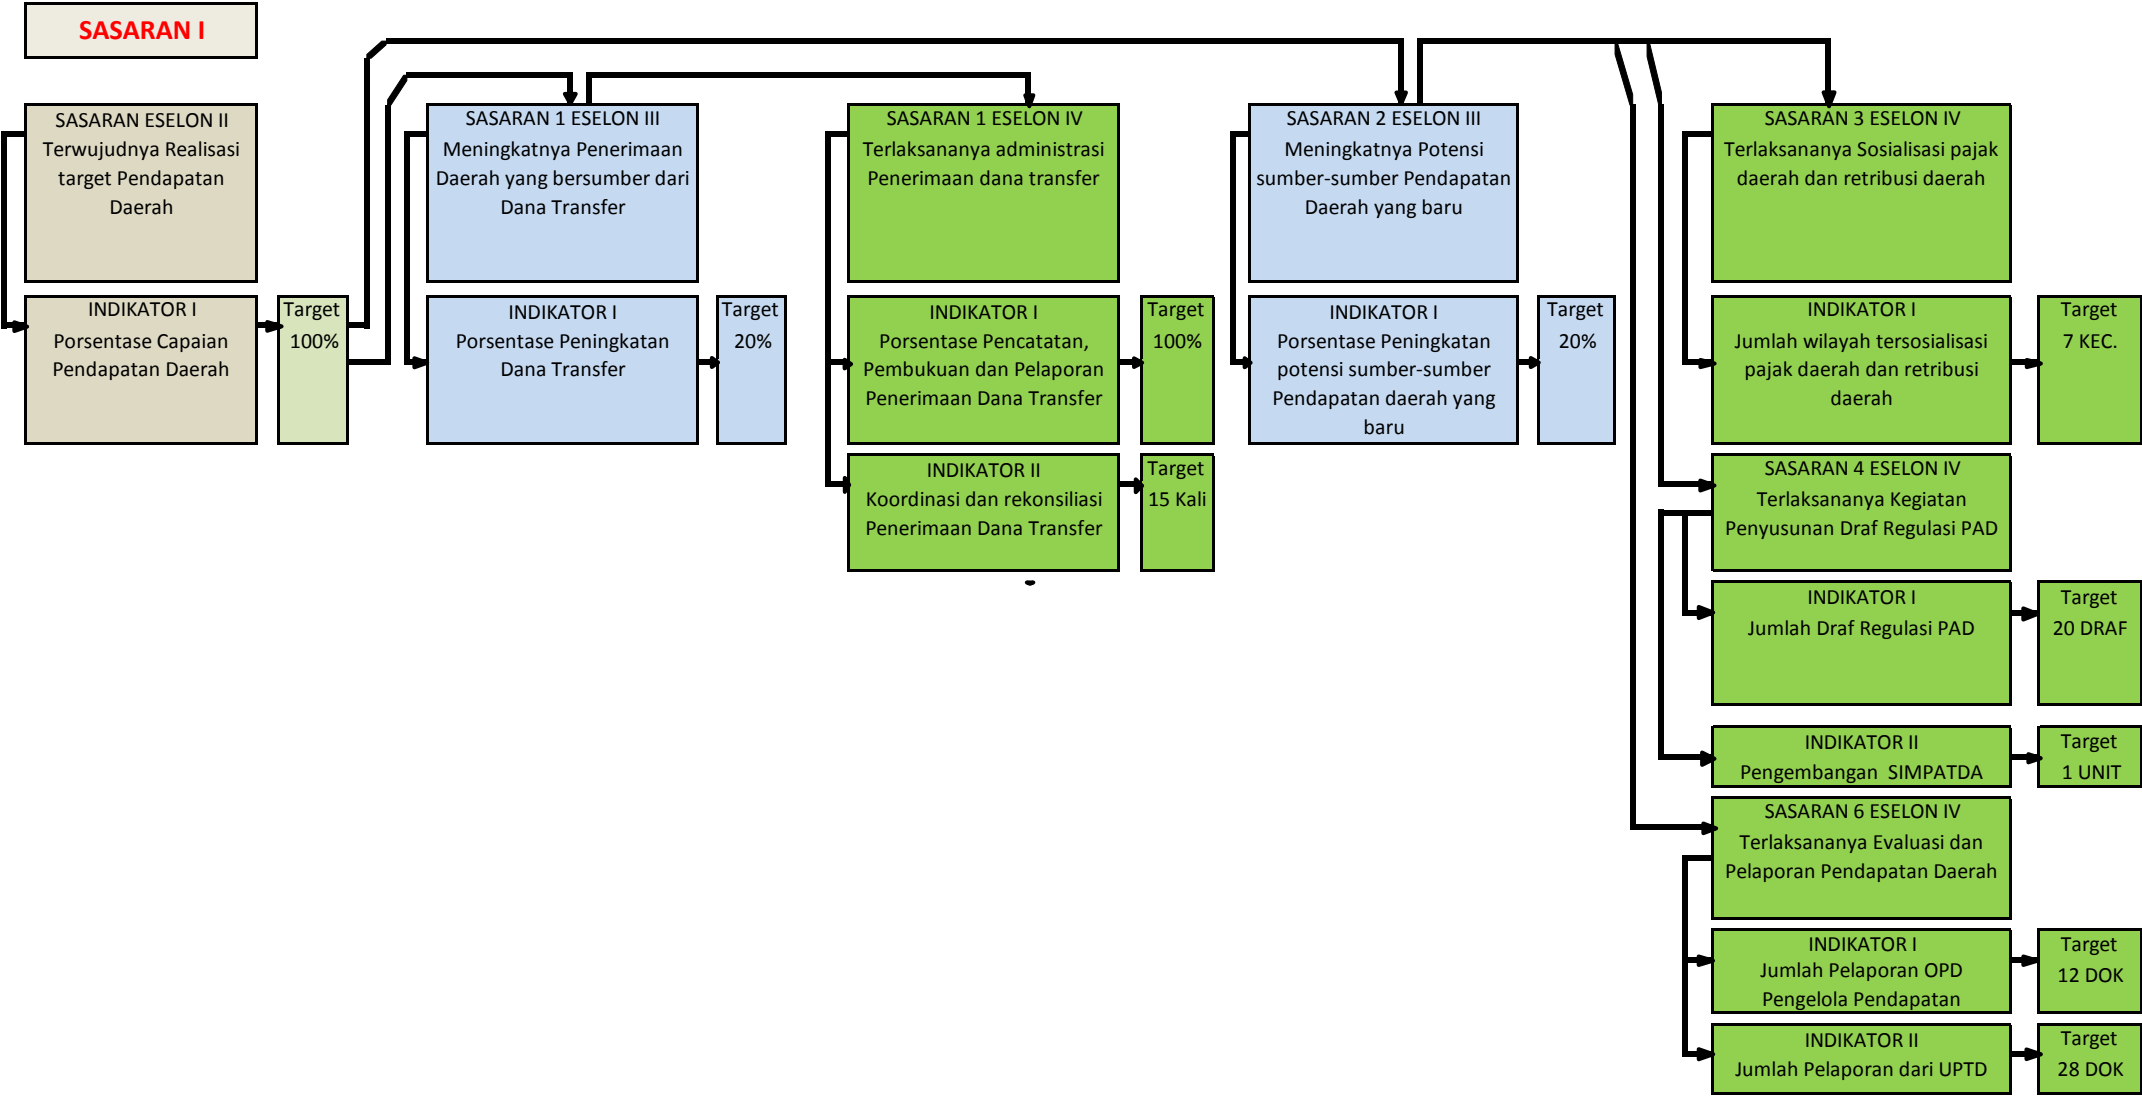 SASARAN I
SASARAN ESELON II
Terwujudnya Realisasi
target Pendapatan
Daerah
INDIKATOR I
Porsentase Capaian
Pendapatan Daerah
Target
100%
SASARAN 1 ESELON III
Meningkatnya Penerimaan
Daerah yang bersumber dari
Dana Transfer
INDIKATOR I
Porsentase Peningkatan
Dana Transfer
Target
20%
SASARAN 1 ESELON IV
Terlaksananya administrasi
Penerimaan dana transfer
INDIKATOR I
Porsentase Pencatatan,
Pembukuan dan Pelaporan
Penerimaan Dana Transfer
Target
100%
INDIKATOR II
Koordinasi dan rekonsiliasi
Penerimaan Dana Transfer
Target
15 Kali
SASARAN 2 ESELON III
Meningkatnya Potensi
sumber-sumber Pendapatan
Daerah yang baru
INDIKATOR I
Porsentase Peningkatan
potensi sumber-sumber
Pendapatan daerah yang
baru
Target
20%
SASARAN 3 ESELON IV
Terlaksananya Sosialisasi pajak
daerah dan retribusi daerah
INDIKATOR I
Jumlah wilayah tersosialisasi
pajak daerah dan retribusi
daerah
Target
7 KEC.
SASARAN 4 ESELON IV
Terlaksananya Kegiatan
Penyusunan Draf Regulasi PAD
INDIKATOR I
Jumlah Draf Regulasi PAD
Target
20 DRAF
INDIKATOR II
Pengembangan  SIMPATDA
Target
1 UNIT
SASARAN 6 ESELON IV
Terlaksananya Evaluasi dan
Pelaporan Pendapatan Daerah
INDIKATOR I
Jumlah Pelaporan OPD
Pengelola Pendapatan
Target
12 DOK
INDIKATOR II
Jumlah Pelaporan dari UPTD
Target
28 DOK